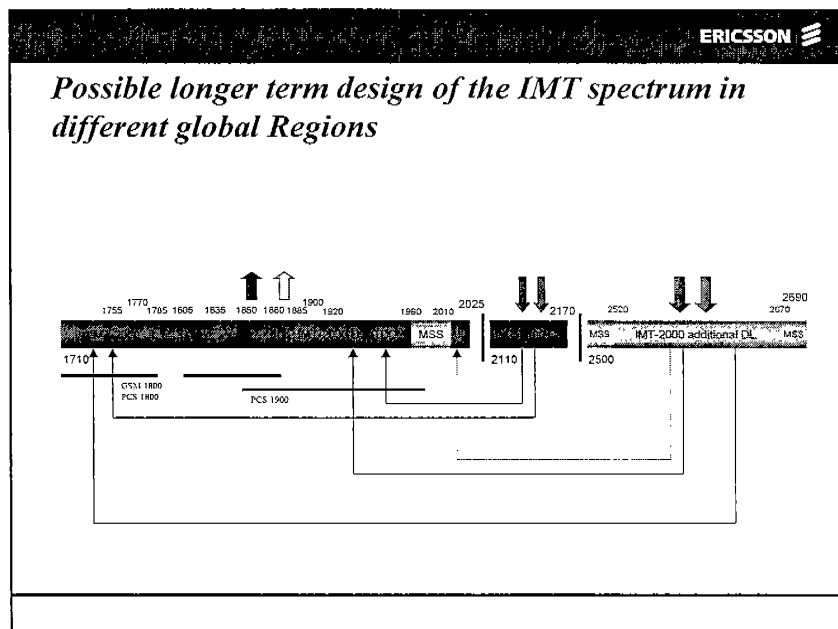 ERICSSON
Possible longer term design of the IMT spectrum in
different global Regions
1755 1770 1785 1805 1835 1850 1880 1885 1900 1920 1980 2010 2025 2170 2520 2670 2690
MSS MSS IMT-2000 additional DL MSS
1710 2110 2500
GSM 1800
PCS 1800
PCS 1900